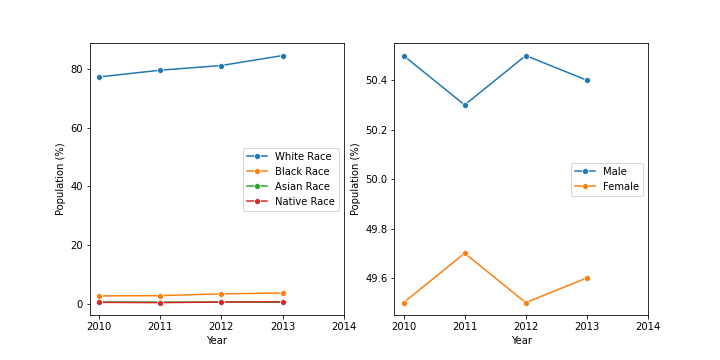 80
60
40
20
0
Population (%)
2010 2011 2012 2013 2014
Year
White Race
Black Race
Asian Race
Native Race
50.4
50.2
50.0
49.8
49.6
Population (%)
2010 2011 2012 2013 2014
Year
Male
Female